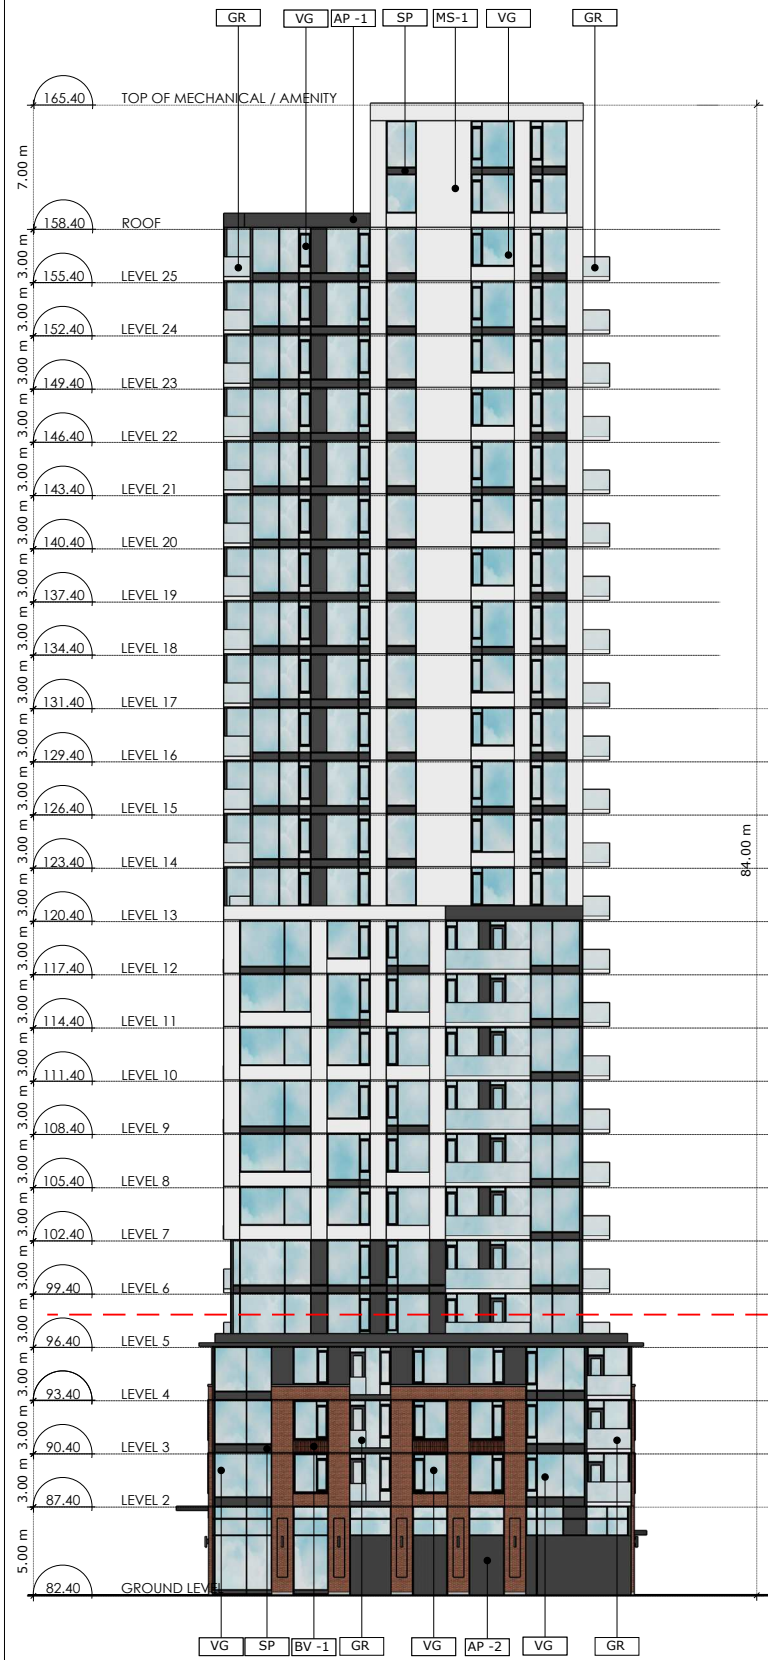 GR VG AP -1 SP MS-1 VG GR
165.40 TOP OF MECHANICAL / AMENITY
7.00 m
158.40 ROOF
3.00 m
155.40 LEVEL 25
3.00 m
152.40 LEVEL 24
3.00 m
149.40 LEVEL 23
3.00 m
146.40 LEVEL 22
3.00 m
143.40 LEVEL 21
3.00 m
140.40 LEVEL 20
3.00 m
137.40 LEVEL 19
3.00 m
134.40 LEVEL 18
3.00 m
131.40 LEVEL 17
3.00 m
129.40 LEVEL 16
3.00 m
126.40 LEVEL 15
3.00 m
84.00 m
123.40 LEVEL 14
3.00 m
120.40 LEVEL 13
3.00 m
117.40 LEVEL 12
3.00 m
114.40 LEVEL 11
3.00 m
111.40 LEVEL 10
3.00 m
108.40 LEVEL 9
3.00 m
105.40 LEVEL 8
3.00 m
102.40 LEVEL 7
3.00 m
99.40 LEVEL 6
3.00 m
96.40 LEVEL 5
3.00 m
93.40 LEVEL 4
3.00 m
90.40 LEVEL 3
3.00 m
87.40 LEVEL 2
5.00 m
82.40 GROUND LEVEL
VG SP BV -1 GR VG AP -2 VG GR